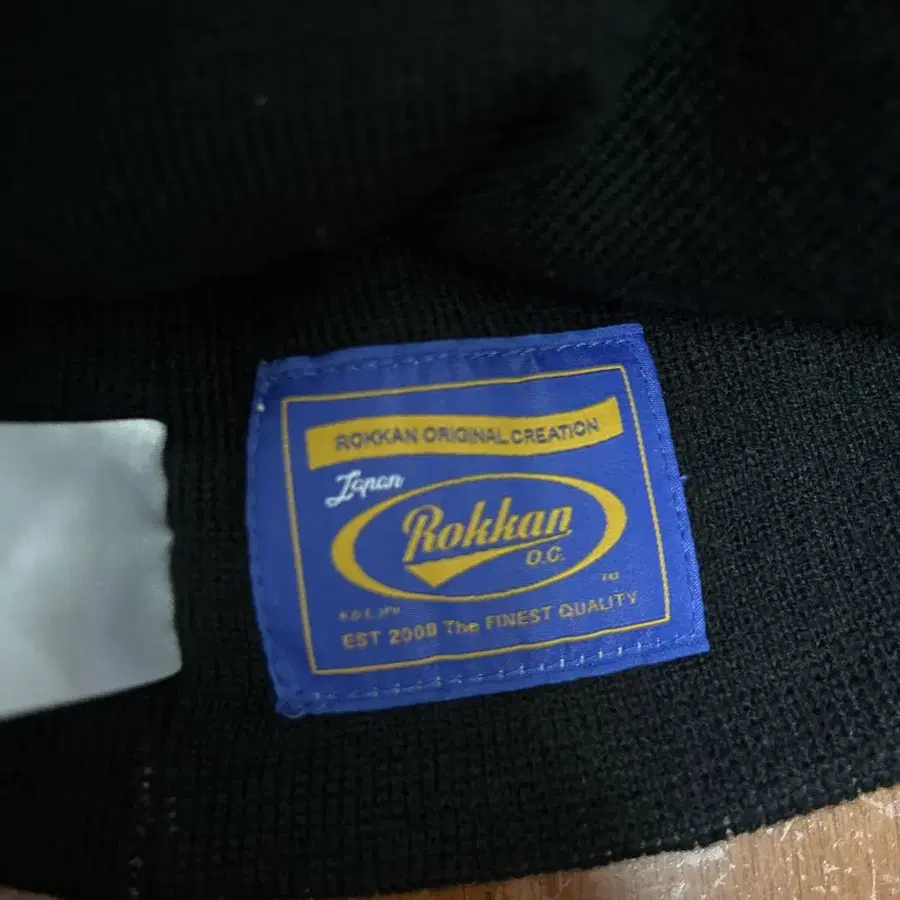 ROKKAN ORIGINAL CREATION
Japan
Rokkan
O.C.
TM
EST 2008 The FINEST QUALITY